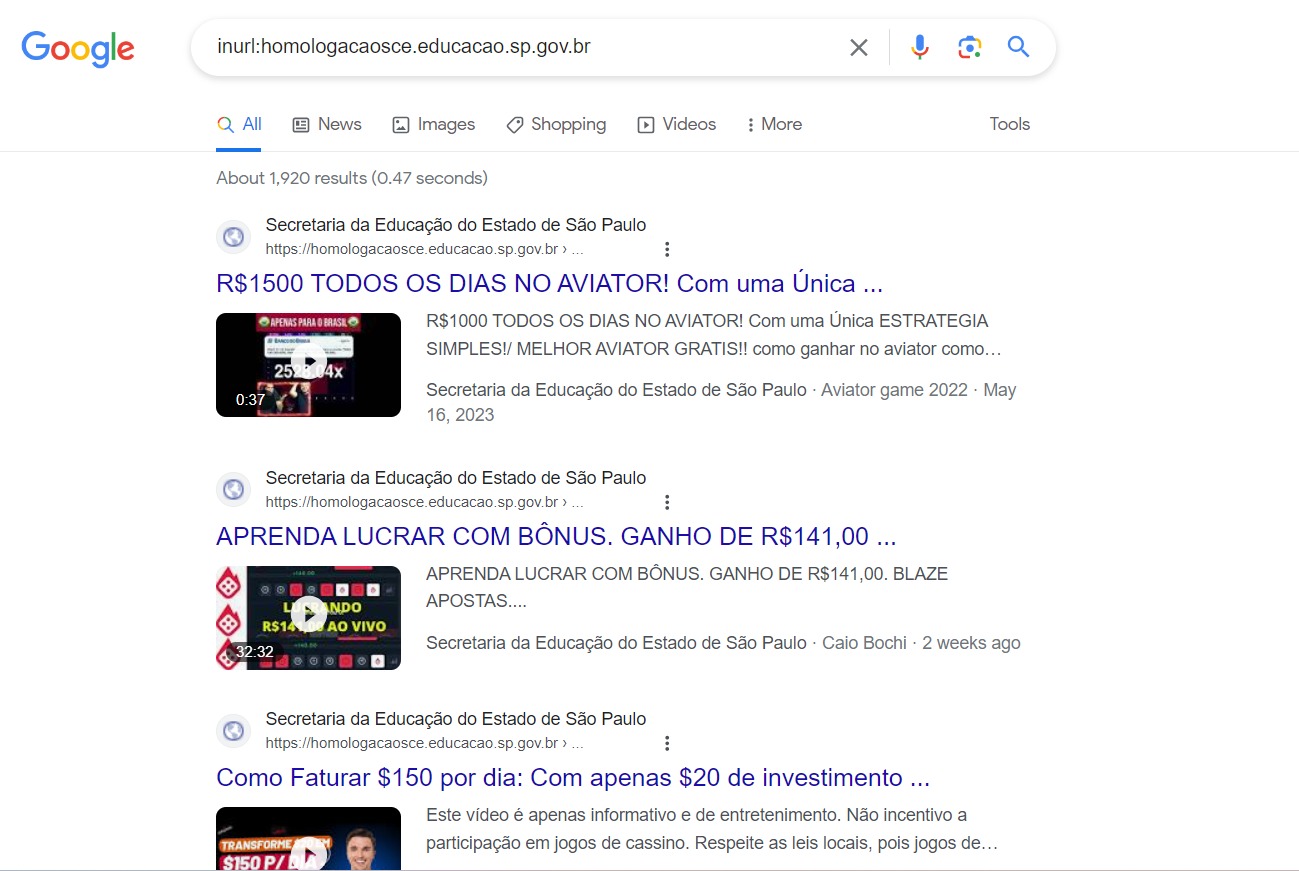 Google
inurl:homologacaosce.educacao.sp.gov.br
All News Images Shopping Videos More Tools
About 1,920 results (0.47 seconds)
Secretaria da Educação do Estado de São Paulo
https://homologacaosce.educacao.sp.gov.br › ...
R$1500 TODOS OS DIAS NO AVIATOR! Com uma Única ...
APENAS PARA O BRASIL
0:37
R$1000 TODOS OS DIAS NO AVIATOR! Com uma Única ESTRATEGIA
SIMPLES!/ MELHOR AVIATOR GRATIS!! como ganhar no aviator como…
Secretaria da Educação do Estado de São Paulo · Aviator game 2022 · May
16, 2023
Secretaria da Educação do Estado de São Paulo
https://homologacaosce.educacao.sp.gov.br › ...
APRENDA LUCRAR COM BÔNUS. GANHO DE R$141,00 ...
LUCRANDO
R$141,00 AO VIVO
32:32
APRENDA LUCRAR COM BÔNUS. GANHO DE R$141,00. BLAZE
APOSTAS....
Secretaria da Educação do Estado de São Paulo · Caio Bochi · 2 weeks ago
Secretaria da Educação do Estado de São Paulo
https://homologacaosce.educacao.sp.gov.br › ...
Como Faturar $150 por dia: Com apenas $20 de investimento ...
TRANSFORME EM
$150 P/ DIA
Este vídeo é apenas informativo e de entretenimento. Não incentivo a
participação em jogos de cassino. Respeite as leis locais, pois jogos de…